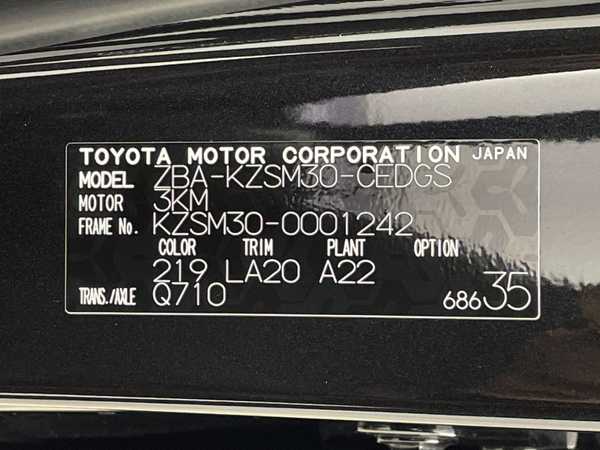 TOYOTA MOTOR CORPORATION JAPAN
MODEL ZBA-KZSM30-CEDGS
MOTOR 3KM
FRAME No. KZSM30-0001242
COLOR TRIM PLANT OPTION
219 LA20 A22
TRANS./AXLE Q710
68635